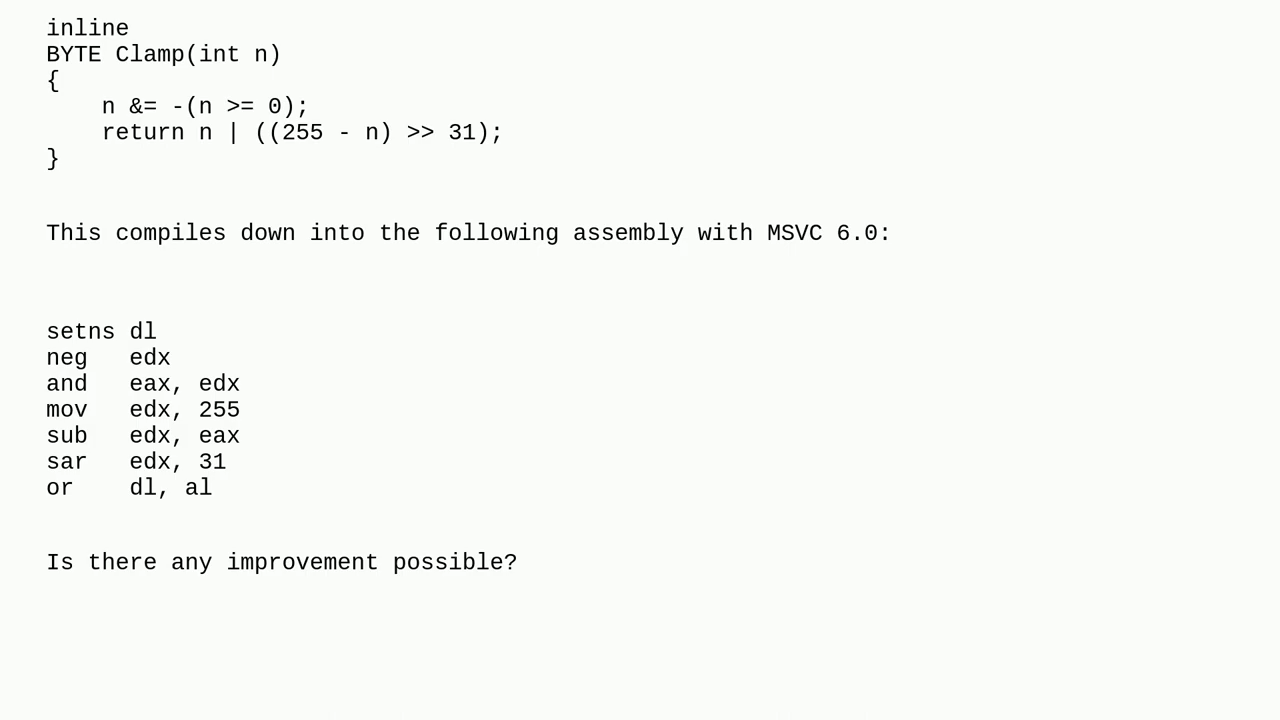 inline
BYTE Clamp(int n)
{
    n &= -(n >= 0);
    return n | ((255 - n) >> 31);
}
This compiles down into the following assembly with MSVC 6.0:
setns dl
neg   edx
and   eax, edx
mov   edx, 255
sub   edx, eax
sar   edx, 31
or    dl, al
Is there any improvement possible?